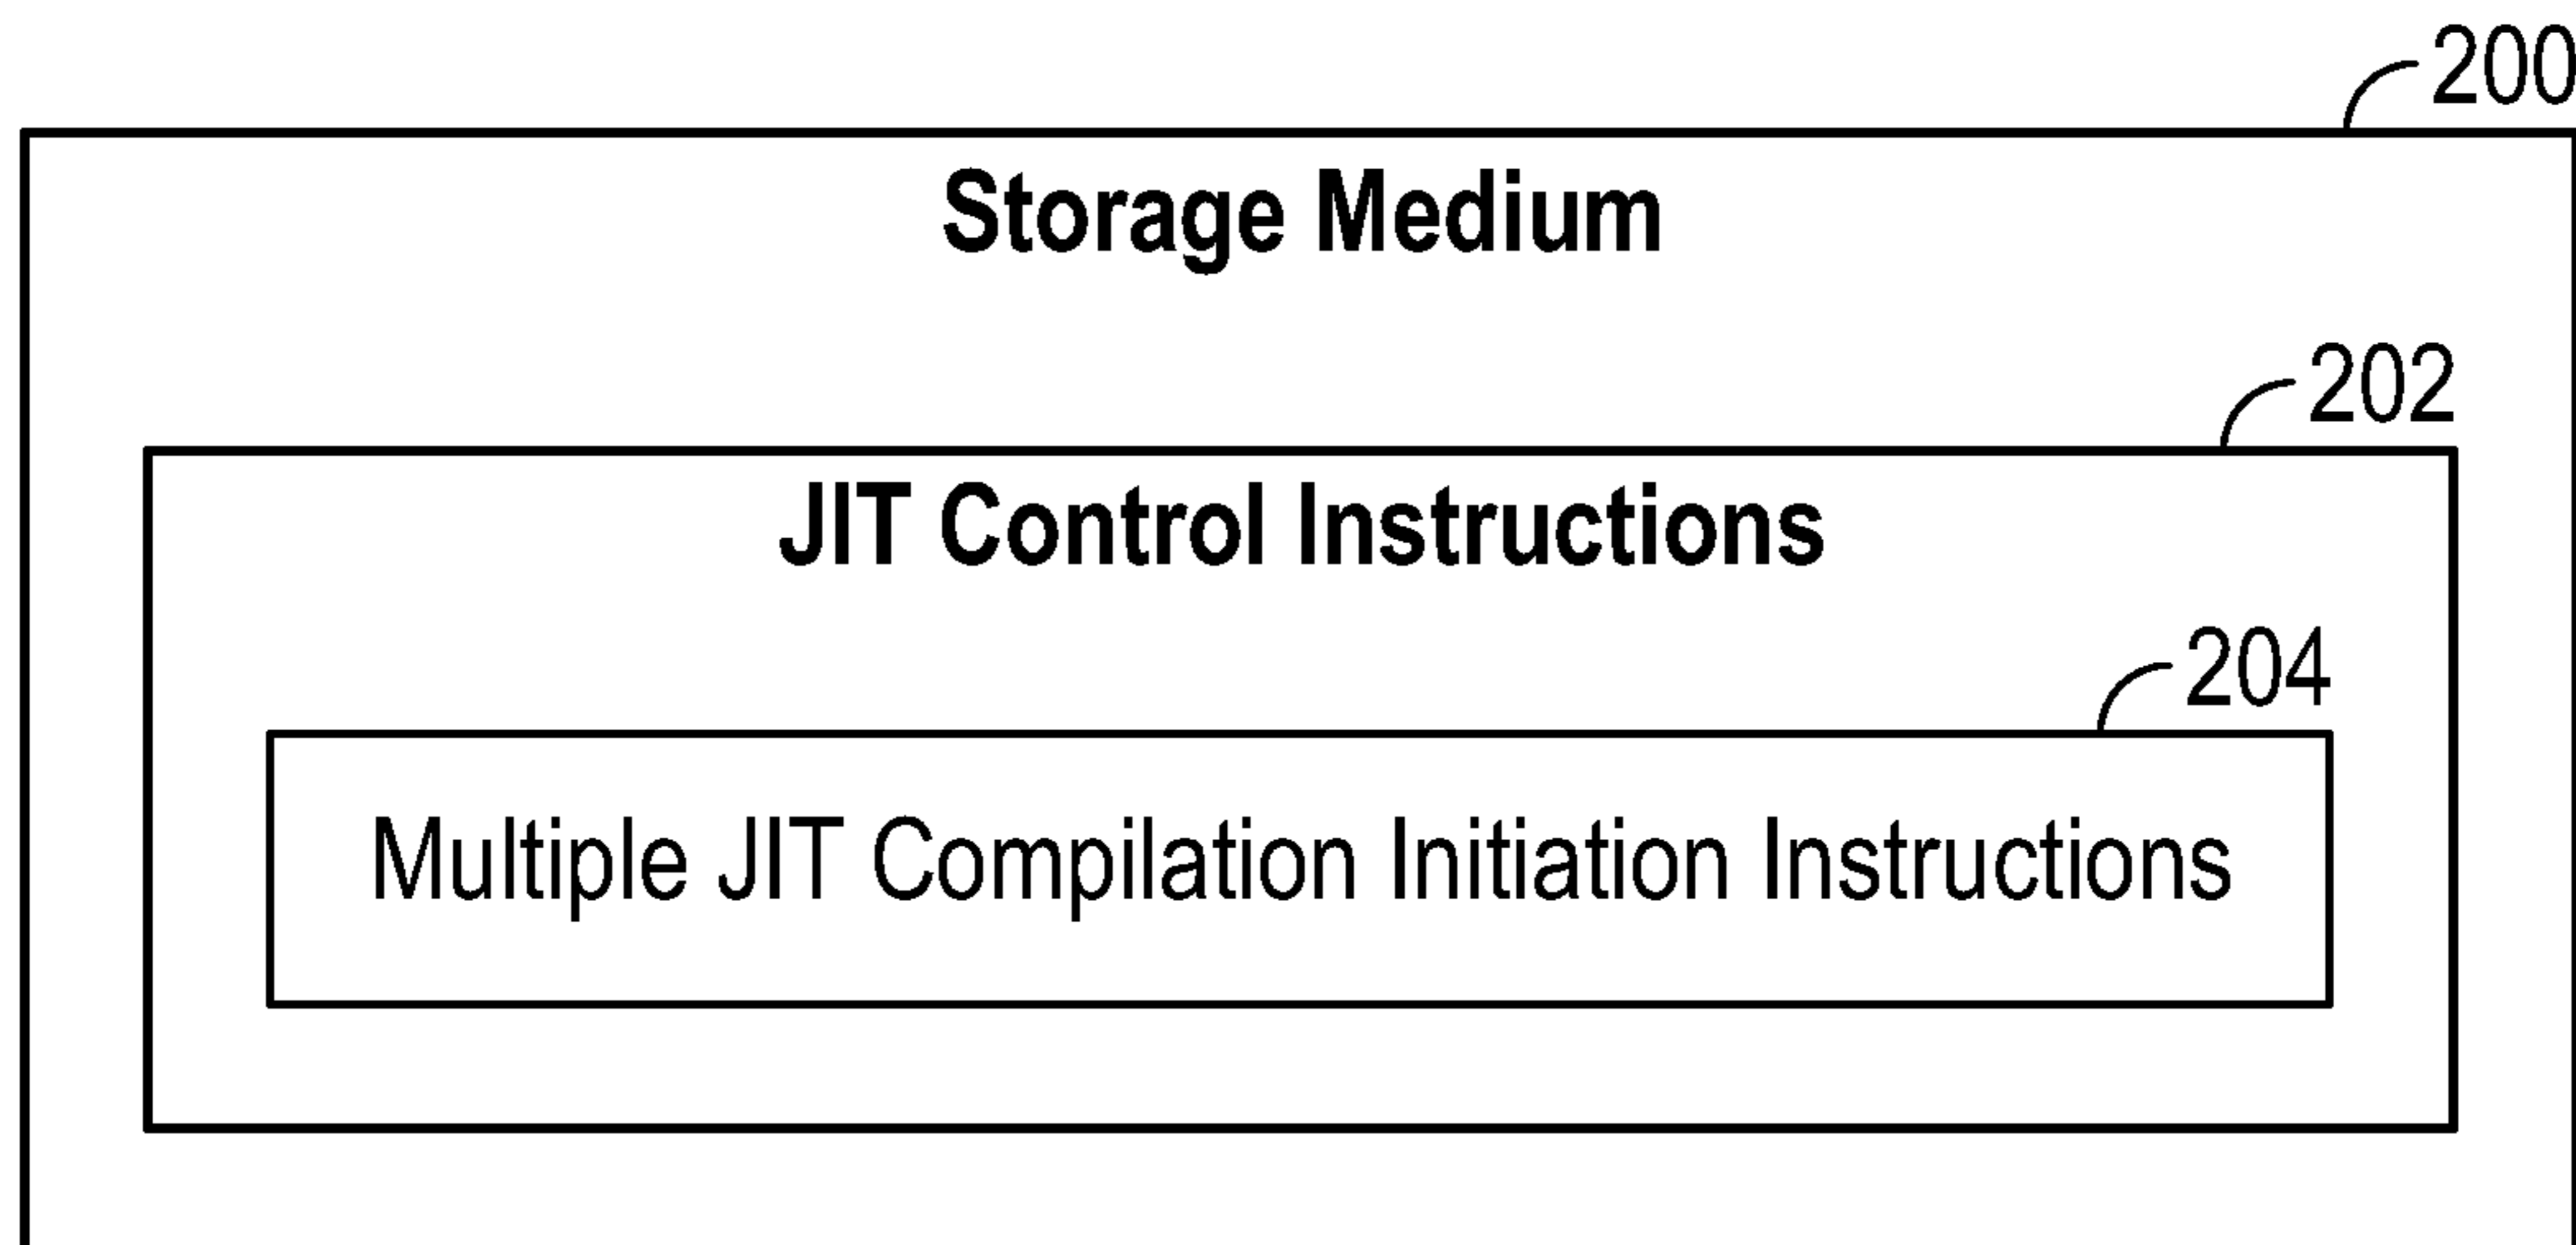 200
Storage Medium
202
JIT Control Instructions
204
Multiple JIT Compilation Initiation Instructions